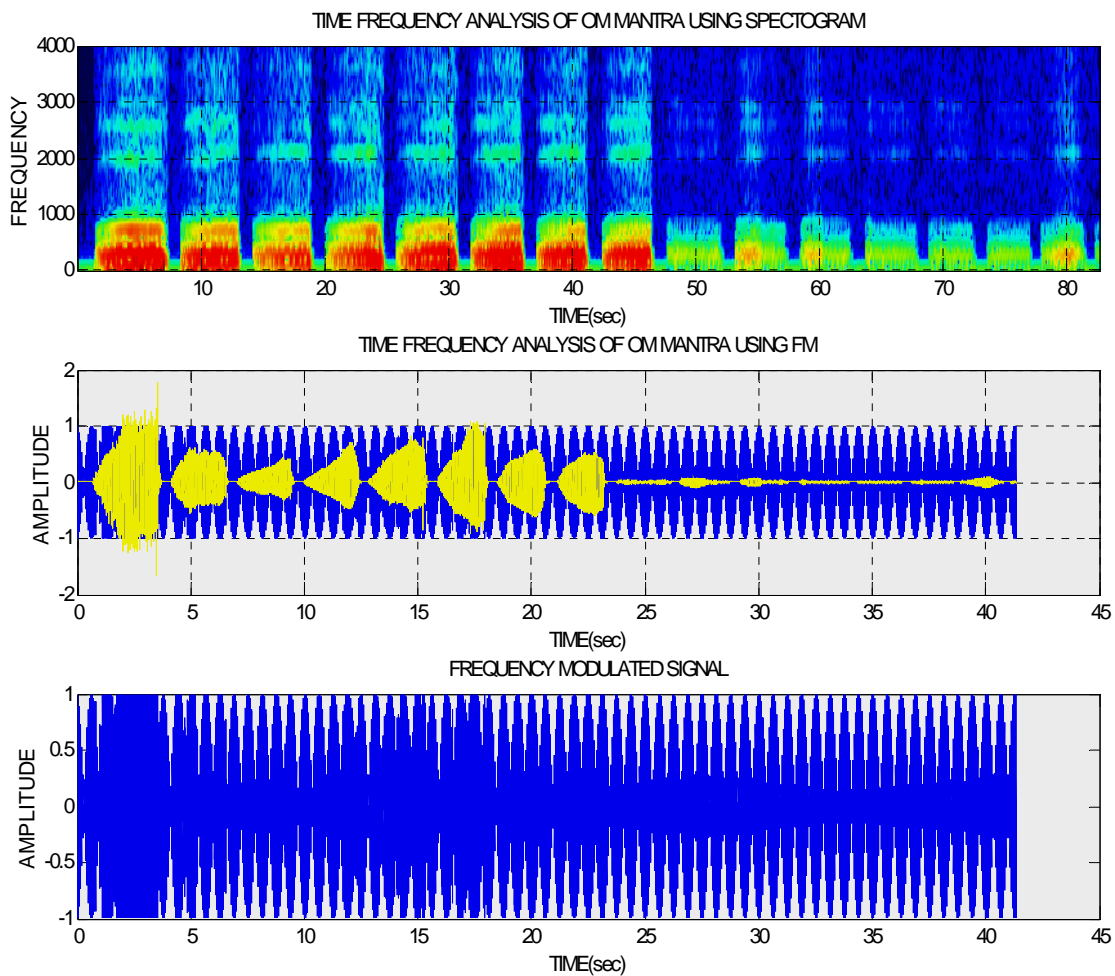 TIME FREQUENCY ANALYSIS OF OM MANTRA USING SPECTOGRAM
4000
3000
2000
1000
0
FREQUENCY
10 20 30 40 50 60 70 80
TIME(sec)
TIME FREQUENCY ANALYSIS OF OM MANTRA USING FM
2
1
0
-1
-2
AMPLITUDE
0 5 10 15 20 25 30 35 40 45
TIME(sec)
FREQUENCY MODULATED SIGNAL
1
0.5
0
-0.5
-1
AMPLITUDE
0 5 10 15 20 25 30 35 40 45
TIME(sec)